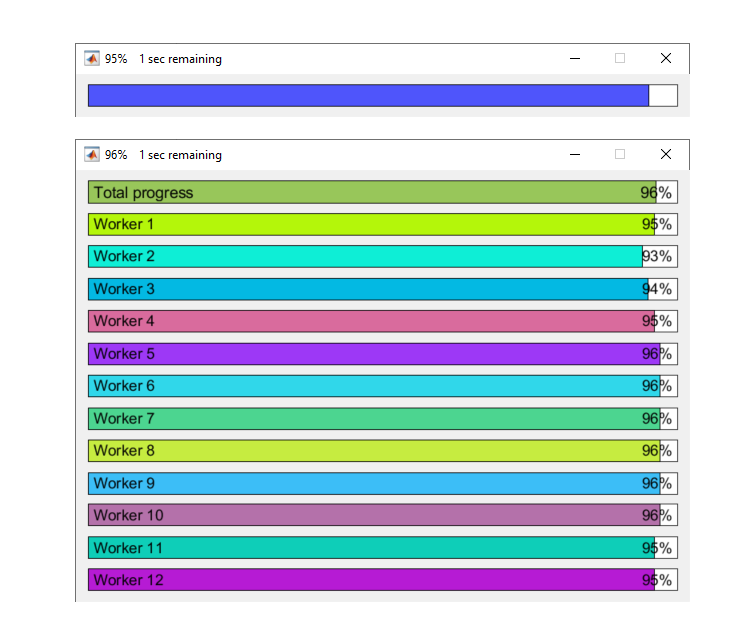 95% 1 sec remaining
96% 1 sec remaining
Total progress 96%
Worker 1 95%
Worker 2 93%
Worker 3 94%
Worker 4 95%
Worker 5 96%
Worker 6 96%
Worker 7 96%
Worker 8 96%
Worker 9 96%
Worker 10 96%
Worker 11 95%
Worker 12 95%